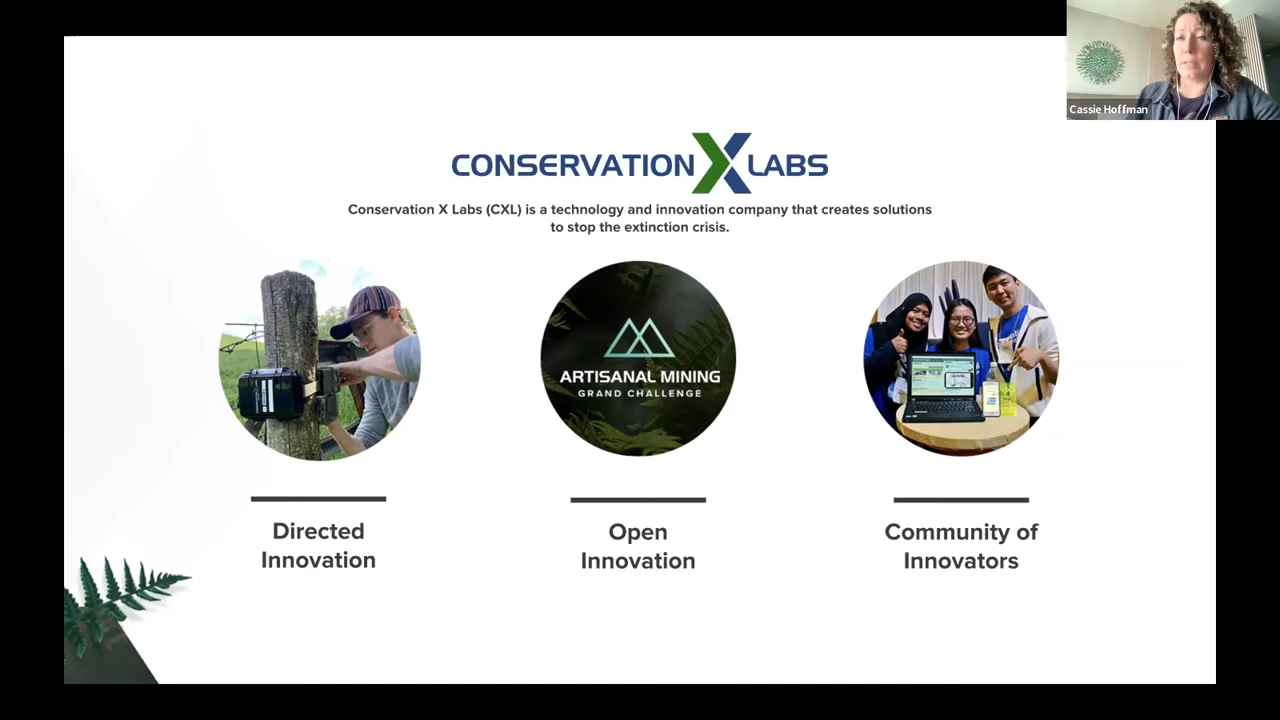 Cassie Hoffman
CONSERVATION X LABS
Conservation X Labs (CXL) is a technology and innovation company that creates solutions
to stop the extinction crisis.
ARTISANAL MINING
GRAND CHALLENGE
Directed
Innovation
Open
Innovation
Community of
Innovators